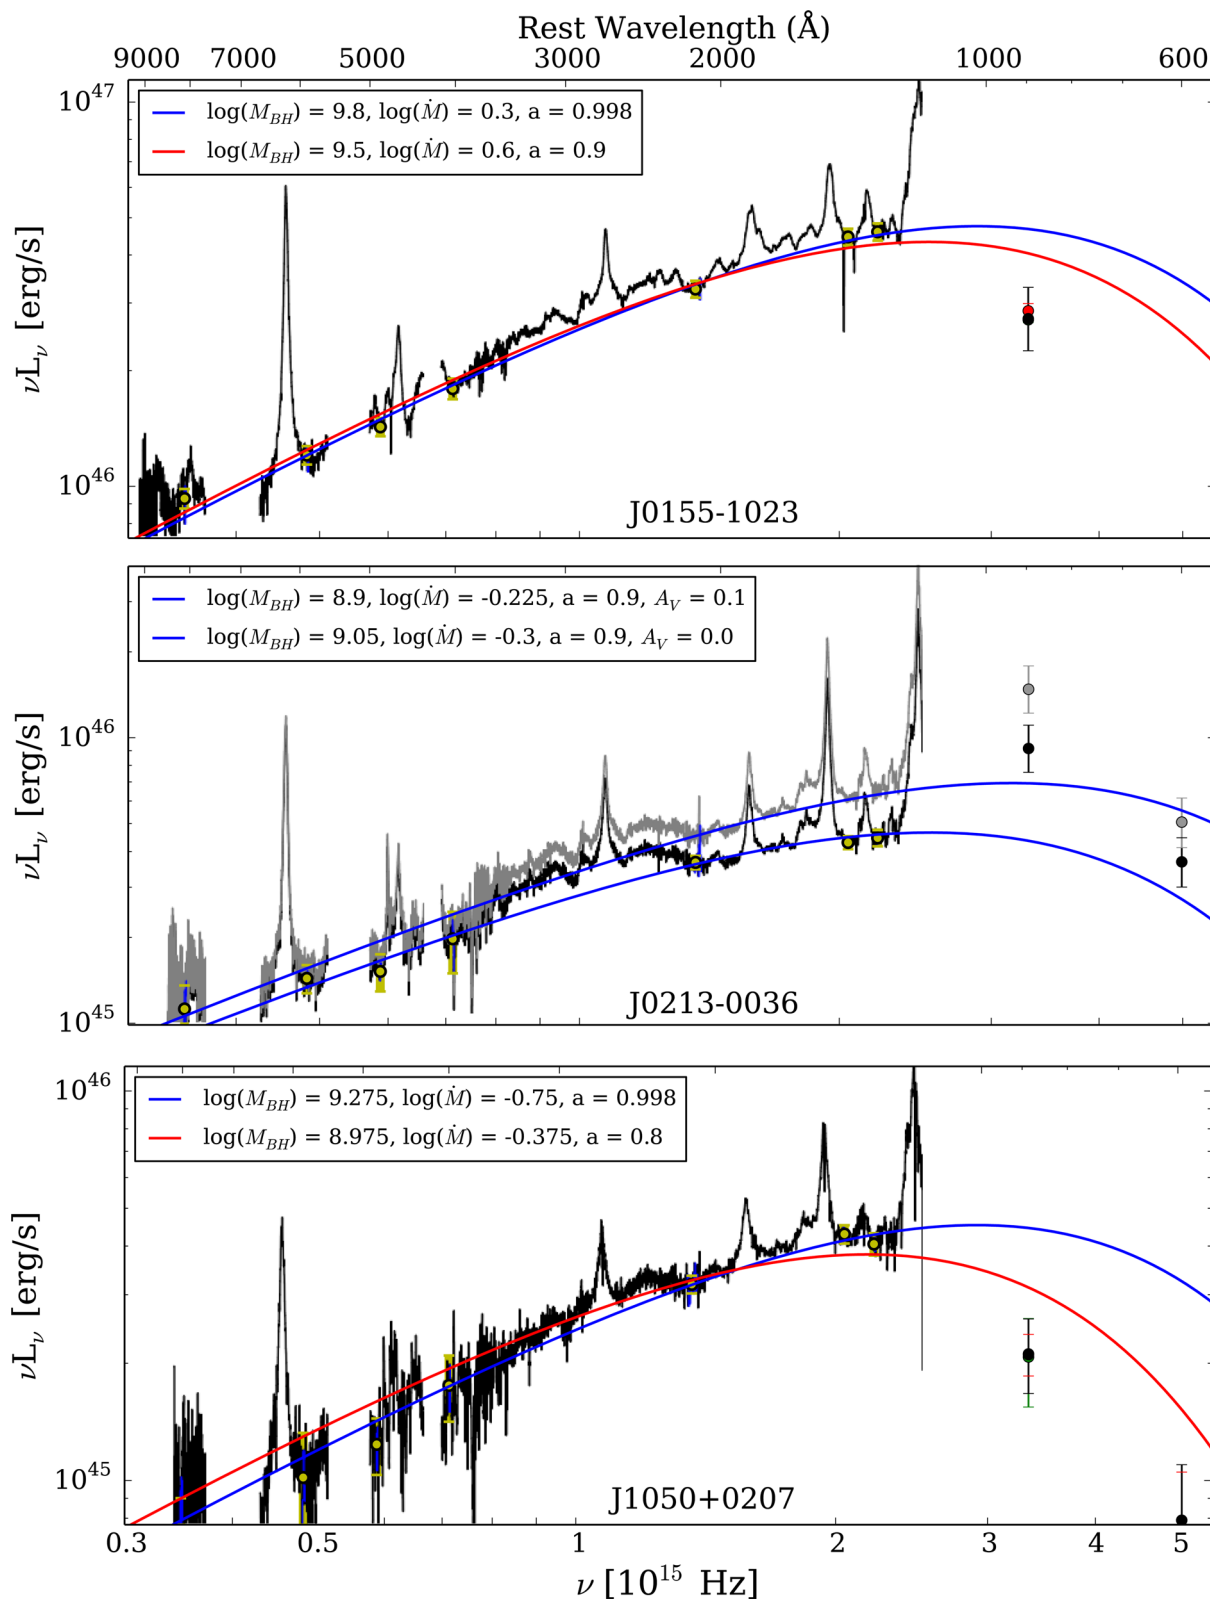 Rest Wavelength (Å)
9000 7000 5000 3000 2000 1000 600
10^47
log(M_BH) = 9.8, log(Ṁ) = 0.3, a = 0.998
log(M_BH) = 9.5, log(Ṁ) = 0.6, a = 0.9
νL_ν [erg/s]
10^46
J0155-1023
log(M_BH) = 8.9, log(Ṁ) = -0.225, a = 0.9, A_V = 0.1
log(M_BH) = 9.05, log(Ṁ) = -0.3, a = 0.9, A_V = 0.0
10^46
νL_ν [erg/s]
J0213-0036
10^45
10^46
log(M_BH) = 9.275, log(Ṁ) = -0.75, a = 0.998
log(M_BH) = 8.975, log(Ṁ) = -0.375, a = 0.8
νL_ν [erg/s]
10^45
J1050+0207
0.3 0.5 1 2 3 4 5
ν [10^15 Hz]